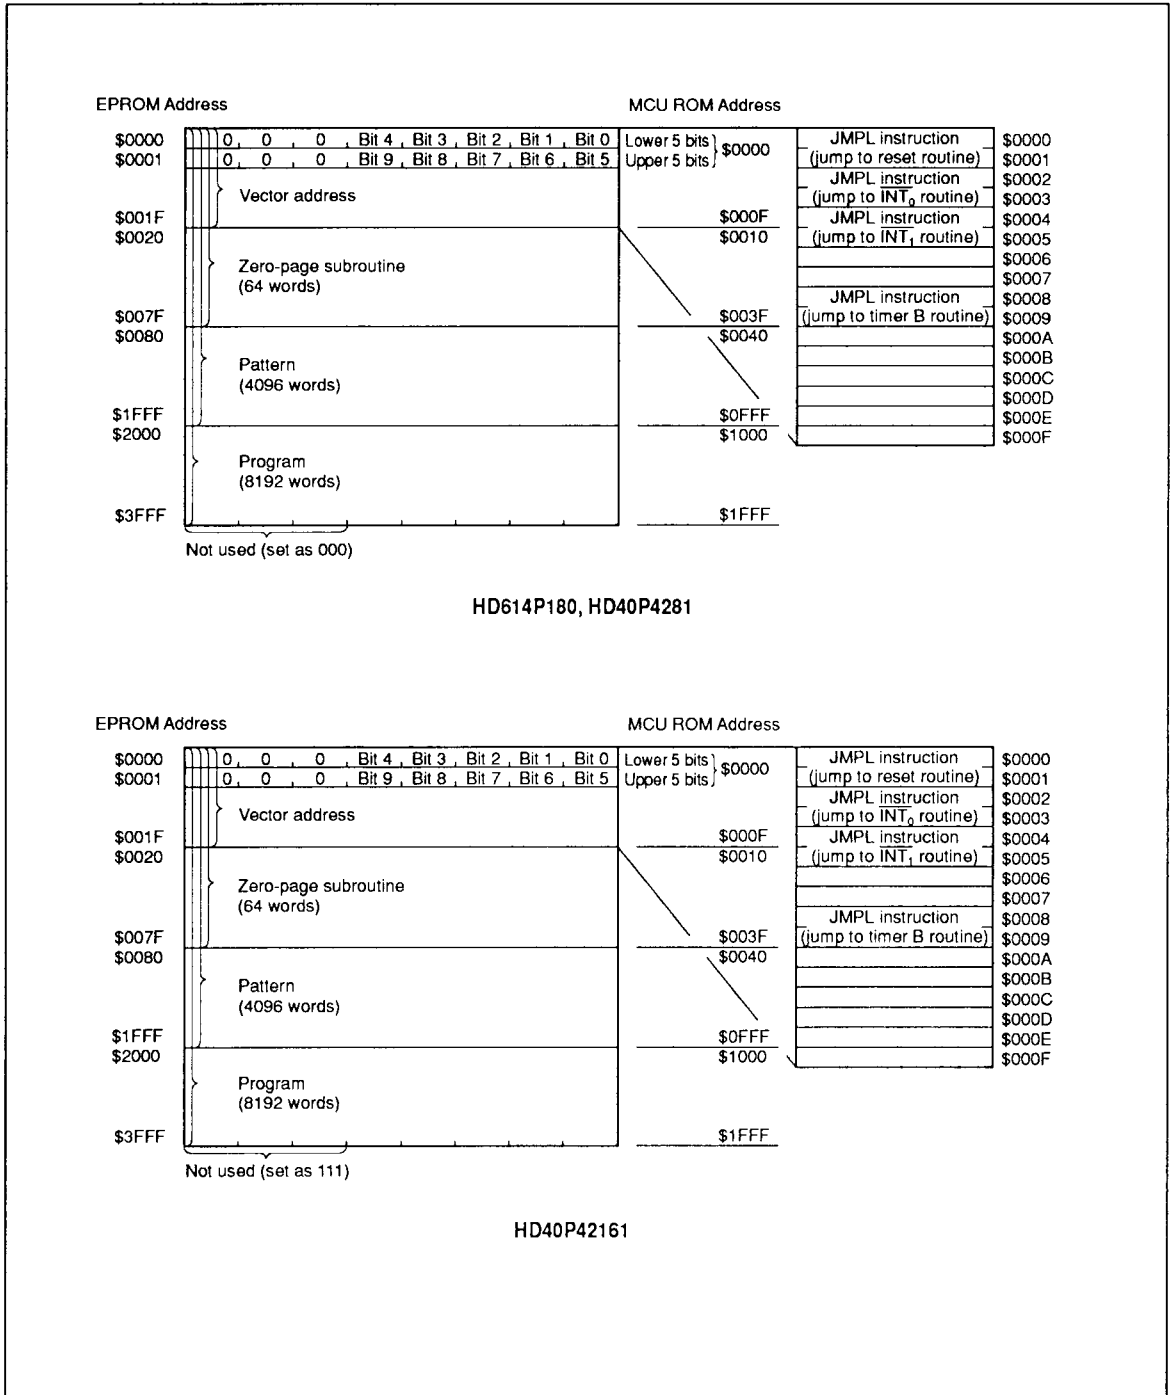 EPROM Address MCU ROM Address
$0000 0 0 0 Bit 4 Bit 3 Bit 2 Bit 1 Bit 0 Lower 5 bits $0000 JMPL instruction $0000
$0001 0 0 0 Bit 9 Bit 8 Bit 7 Bit 6 Bit 5 Upper 5 bits (jump to reset routine) $0001
JMPL instruction $0002
Vector address (jump to INT0 routine) $0003
$001F $000F JMPL instruction $0004
$0020 $0010 (jump to INT1 routine) $0005
$0006
Zero-page subroutine $0007
(64 words) JMPL instruction $0008
$007F $003F (jump to timer B routine) $0009
$0080 $0040 $000A
Pattern $000B
(4096 words) $000C
$000D
$1FFF $0FFF $000E
$2000 $1000 $000F
Program
(8192 words)
$3FFF $1FFF
Not used (set as 000)
HD614P180, HD40P4281
EPROM Address MCU ROM Address
$0000 0 0 0 Bit 4 Bit 3 Bit 2 Bit 1 Bit 0 Lower 5 bits $0000 JMPL instruction $0000
$0001 0 0 0 Bit 9 Bit 8 Bit 7 Bit 6 Bit 5 Upper 5 bits (jump to reset routine) $0001
JMPL instruction $0002
Vector address (jump to INT0 routine) $0003
$001F $000F JMPL instruction $0004
$0020 $0010 (jump to INT1 routine) $0005
$0006
Zero-page subroutine $0007
(64 words) JMPL instruction $0008
$007F $003F (jump to timer B routine) $0009
$0080 $0040 $000A
Pattern $000B
(4096 words) $000C
$000D
$1FFF $0FFF $000E
$2000 $1000 $000F
Program
(8192 words)
$3FFF $1FFF
Not used (set as 111)
HD40P42161